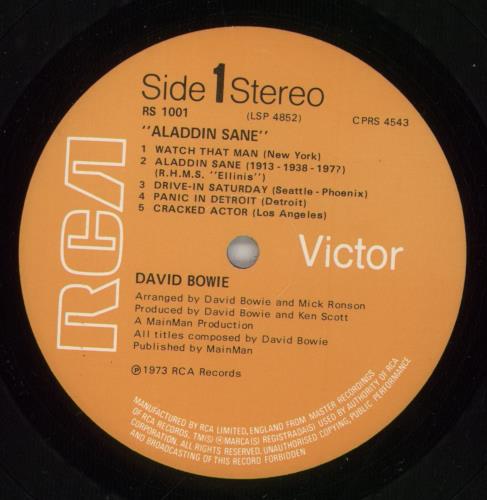 Side 1 Stereo
RS 1001 (LSP 4852) CPRS 4543
"ALADDIN SANE"
1 WATCH THAT MAN (New York)
2 ALADDIN SANE (1913 - 1938 - 197?)
(R.H.M.S. "Ellinis")
3 DRIVE-IN SATURDAY (Seattle - Phoenix)
4 PANIC IN DETROIT (Detroit)
5 CRACKED ACTOR (Los Angeles)
RCA
Victor
DAVID BOWIE
Arranged by David Bowie and Mick Ronson
Produced by David Bowie and Ken Scott
A MainMan Production
All titles composed by David Bowie
Published by MainMan
℗ 1973 RCA Records
MANUFACTURED BY RCA LIMITED, ENGLAND FROM MASTER RECORDINGS
OF RCA RECORDS. TM(S) ® MARCA(S) REGISTRADA(S) USED BY AUTHORITY OF RCA
CORPORATION. ALL RIGHTS RESERVED. UNAUTHORISED COPYING, PUBLIC PERFORMANCE
AND BROADCASTING OF THIS RECORD FORBIDDEN